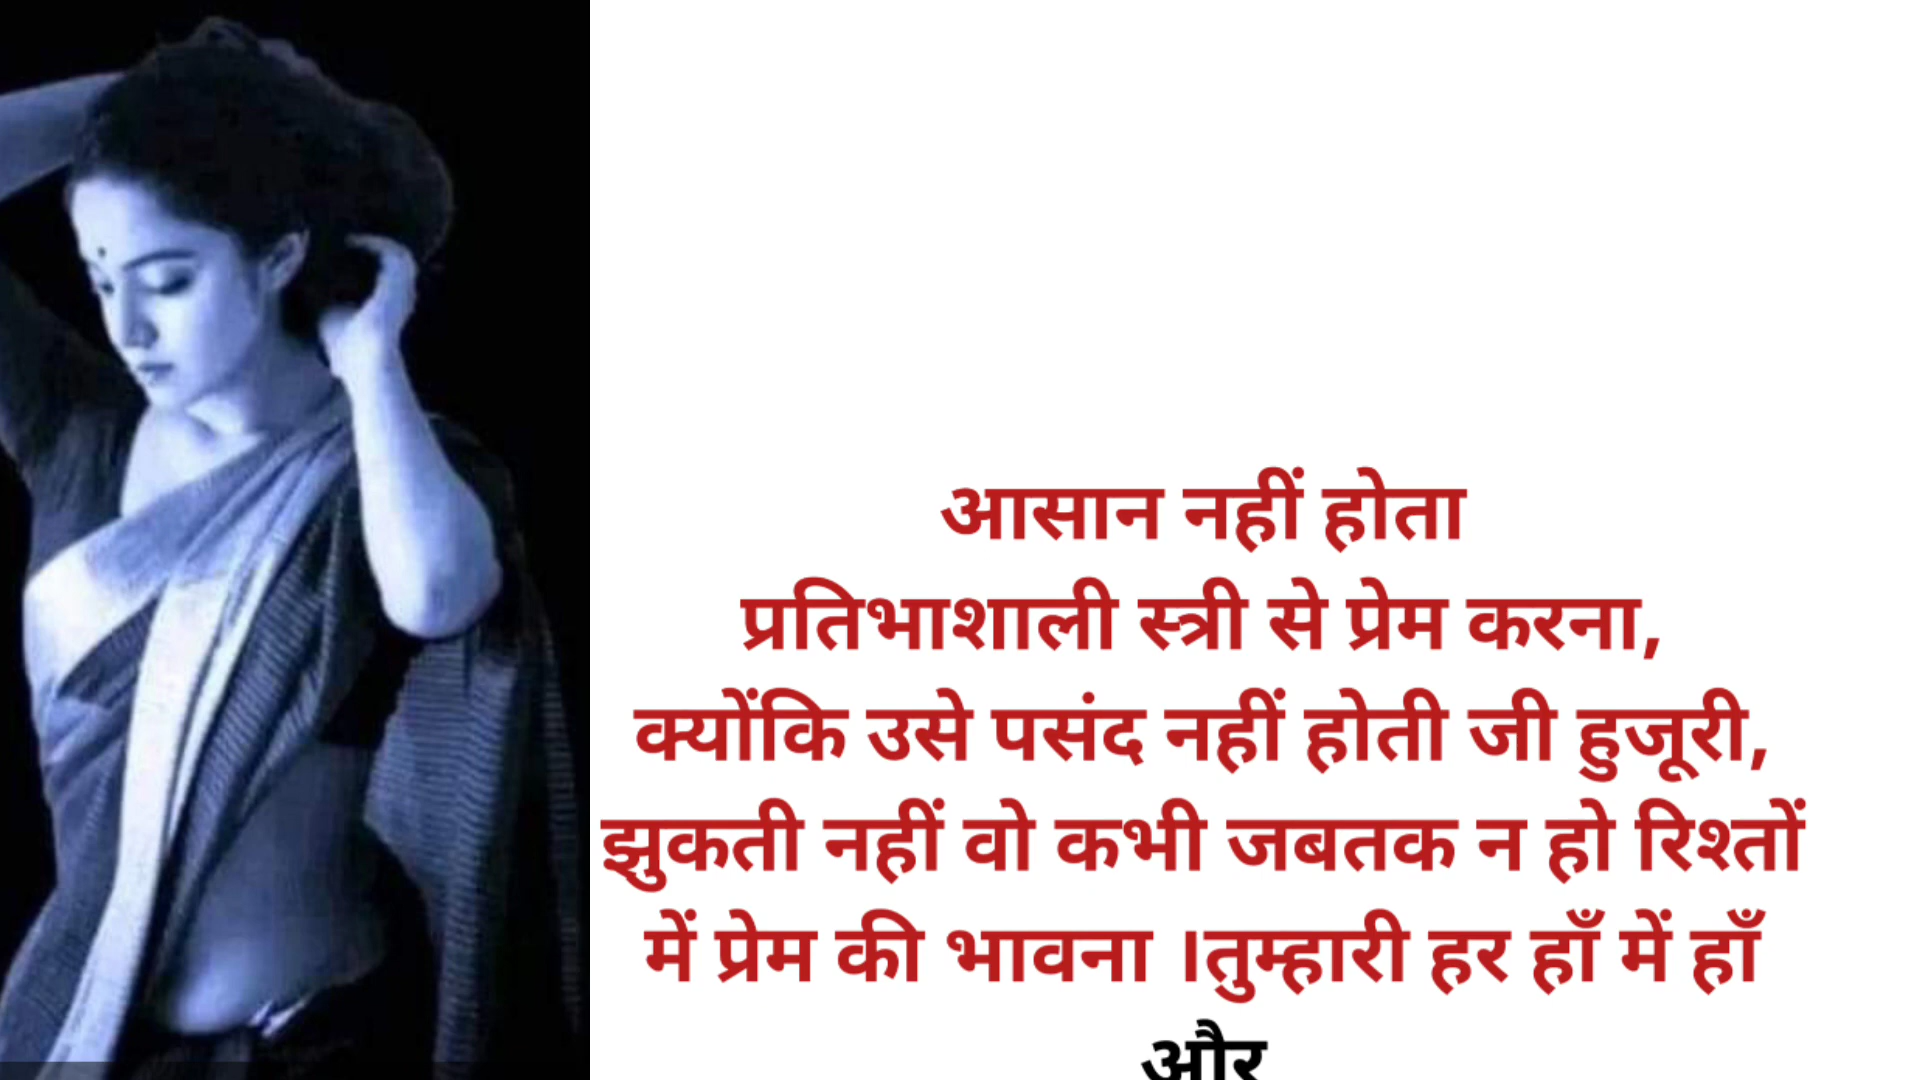 आसान नहीं होता
प्रतिभाशाली स्त्री से प्रेम करना,
क्योंकि उसे पसंद नहीं होती जी हुजूरी,
झुकती नहीं वो कभी जबतक न हो रिश्तों
में प्रेम की भावना ।तुम्हारी हर हाँ में हाँ
और